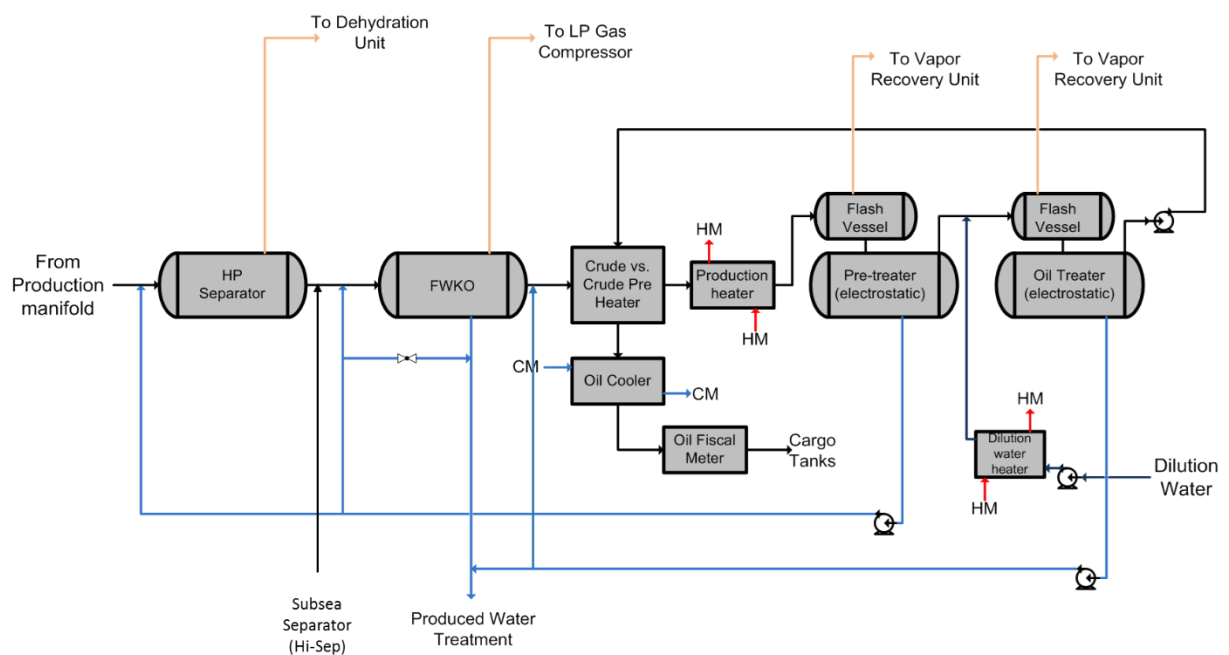 To Dehydration
Unit
To LP Gas
Compressor
To Vapor
Recovery Unit
To Vapor
Recovery Unit
From
Production
manifold
HP
Separator
FWKO
Crude vs.
Crude Pre
Heater
HM
Production
heater
HM
Flash
Vessel
Pre-treater
(electrostatic)
Flash
Vessel
Oil Treater
(electrostatic)
CM
Oil Cooler
CM
Oil Fiscal
Meter
Cargo
Tanks
HM
Dilution
water
heater
HM
Dilution
Water
Subsea
Separator
(Hi-Sep)
Produced Water
Treatment